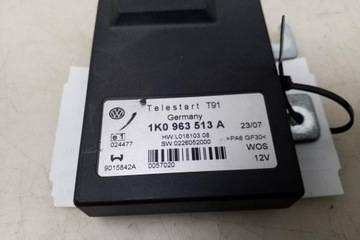 Telestart T91
Germany
1K0 963 513 A
23/07
e1
HW:L018103 08
>PA6 GF30<
024477
SW:0226052000
WOS
9015842A
0057020
12V